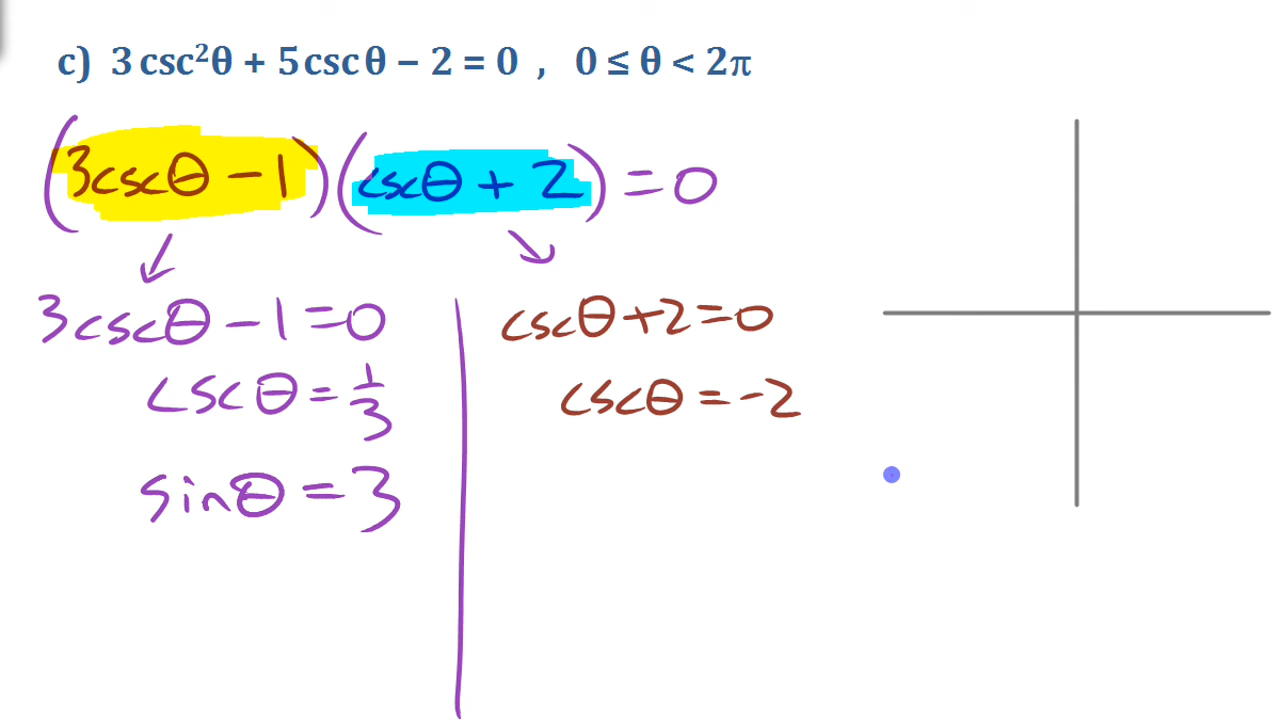 c) 3 csc²θ + 5 csc θ − 2 = 0 , 0 ≤ θ < 2π
(3cscθ − 1)(cscθ + 2) = 0
3cscθ − 1 = 0
cscθ = 1/3
sinθ = 3
cscθ + 2 = 0
cscθ = -2